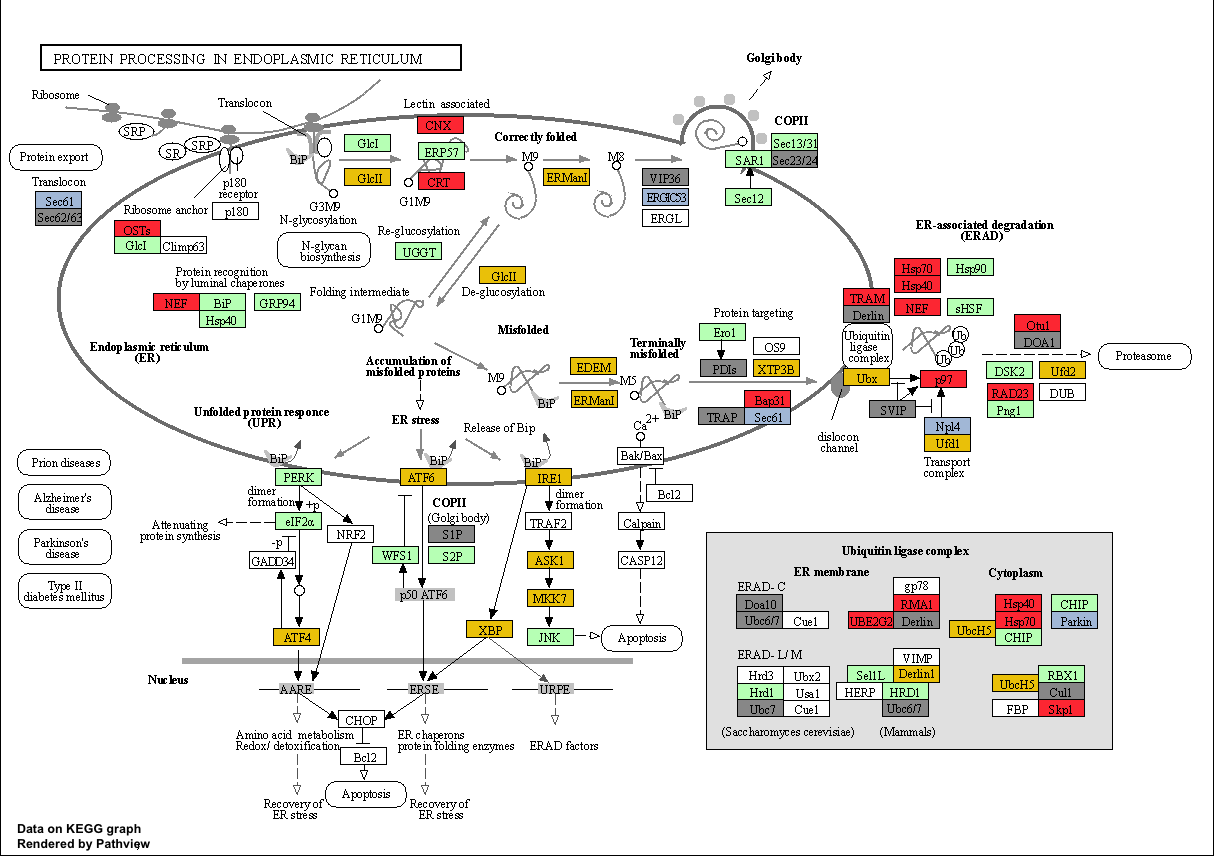 PROTEIN PROCESSING IN ENDOPLASMIC RETICULUM
Golgi body
Ribosome
Translocon
Lectin associated
SRP
SR
SRP
BiP
GlcI
GlcII
CNX
ERP57
CRT
G1M9
Correctly folded
M9
ERManI
M8
VIP36
ERGIC53
ERGL
COPII
Sec13/31
SAR1
Sec23/24
Sec12
Protein export
Translocon
Sec61
Sec62/63
p180
receptor
p180
Ribosome anchor
OSTs
GlcI
Climp63
G3M9
N-glycosylation
N-glycan
biosynthesis
Re-glucosylation
UGGT
GlcII
De-glucosylation
Protein recognition
by luminal chaperones
NEF
BiP
GRP94
Hsp40
Folding intermediate
G1M9
Endoplasmic reticulum
(ER)
Misfolded
Accumulation of
misfolded proteins
M9
BiP
EDEM
ERManI
Terminally
misfolded
M5
BiP
Protein targeting
Ero1
OS9
PDIs
XTP3B
Bap31
TRAP
Sec61
ER-associated degradation
(ERAD)
Hsp70
Hsp90
Hsp40
TRAM
NEF
sHSF
Derlin
Ubiquitin
ligase
complex
Ub
Ub
Ub
Otu1
DOA1
Proteasome
Ubx
p97
DSK2
Ufd2
RAD23
DUB
Png1
SVIP
Npl4
Ufd1
Transport
complex
dislocon
channel
Unfolded protein responce
(UPR)
ER stress
Release of Bip
Ca2+
BiP
BiP
BiP
Bak/Bax
PERK
ATF6
IRE1
Bcl2
dimer
formation
+p
COPII
(Golgi body)
dimer
formation
Attenuating
protein synthesis
eIF2α
NRF2
S1P
TRAF2
Calpain
-p
GADD34
WFS1
S2P
ASK1
CASP12
p50 ATF6
MKK7
ATF4
XBP
JNK
Apoptosis
Prion diseases
Alzheimer's
disease
Parkinson's
disease
Type II
diabetes mellitus
Nucleus
AARE
ERSE
URPE
CHOP
Amino acid metabolism
Redox/ detoxification
ER chaperons
protein folding enzymes
ERAD factors
Bcl2
Apoptosis
Recovery of
ER stress
Recovery of
ER stress
Ubiquitin ligase complex
ER membrane
Cytoplasm
ERAD- C
Doa10
Ubc6/7
Cue1
gp78
RMA1
UBE2G2
Derlin
Hsp40
CHIP
Hsp70
Parkin
UbcH5
CHIP
ERAD- L/ M
Hrd3
Ubx2
Hrd1
Usa1
Ubc7
Cue1
VIMP
Sel1L
Derlin1
HERP
HRD1
Ubc6/7
RBX1
UbcH5
Cul1
FBP
Skp1
(Saccharomyces cerevisiae)
(Mammals)
Data on KEGG graph
Rendered by Pathview